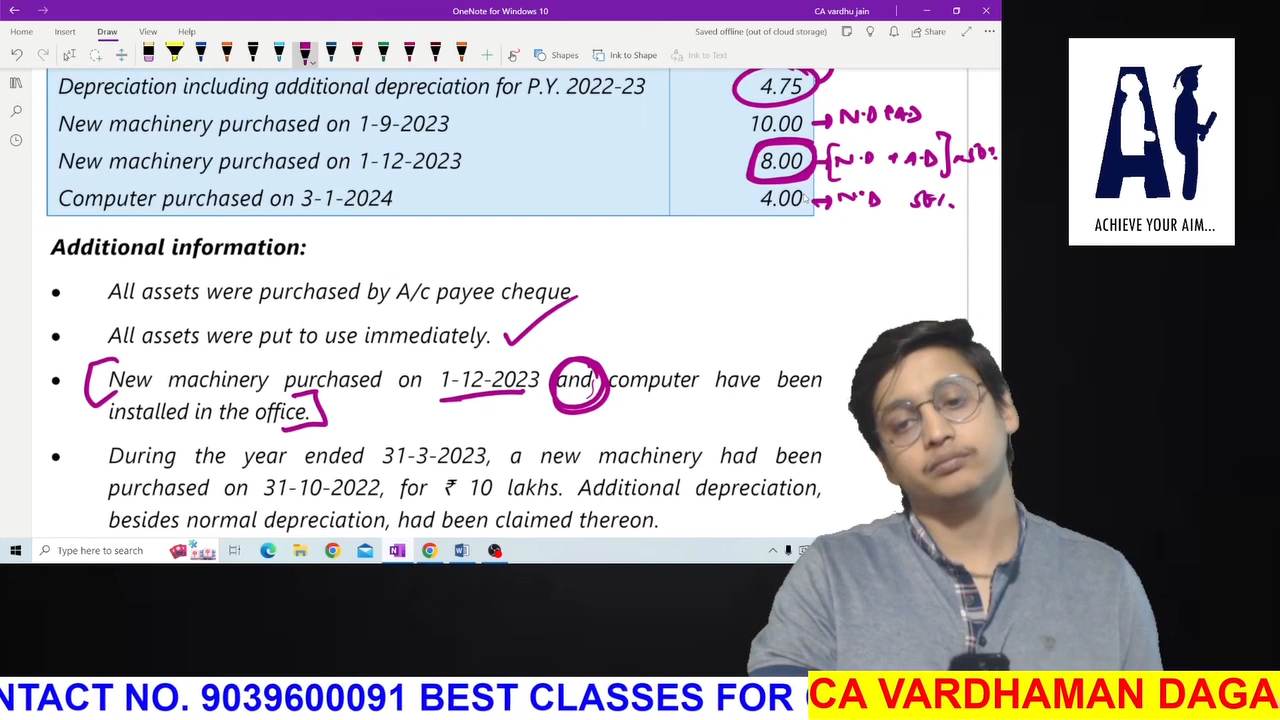 OneNote for Windows 10
CA vardhu jain
Home Insert Draw View Help
Saved offline (out of cloud storage)
Share
Shapes
Ink to Shape
Ink to Text
Depreciation including additional depreciation for P.Y. 2022-23 4.75
New machinery purchased on 1-9-2023 10.00
New machinery purchased on 1-12-2023 8.00 [N.D + A.D]
Computer purchased on 3-1-2024 4.00 N.D
Additional information:
• All assets were purchased by A/c payee cheque
• All assets were put to use immediately.
• New machinery purchased on 1-12-2023 and computer have been
installed in the office.
• During the year ended 31-3-2023, a new machinery had been
purchased on 31-10-2022, for ₹ 10 lakhs. Additional depreciation,
besides normal depreciation, had been claimed thereon.
Type here to search
AI
ACHIEVE YOUR AIM...
NTACT NO. 9039600091 BEST CLASSES FOR
CA VARDHAMAN DAGA